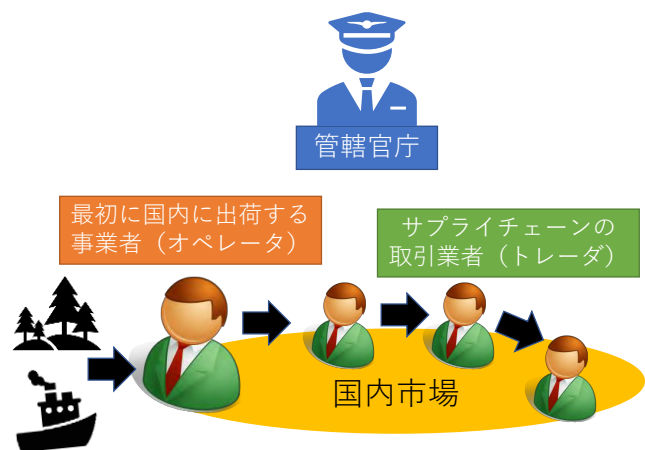 管轄官庁
最初に国内に出荷する
事業者（オペレータ）
サプライチェーンの
取引業者（トレーダ）
国内市場